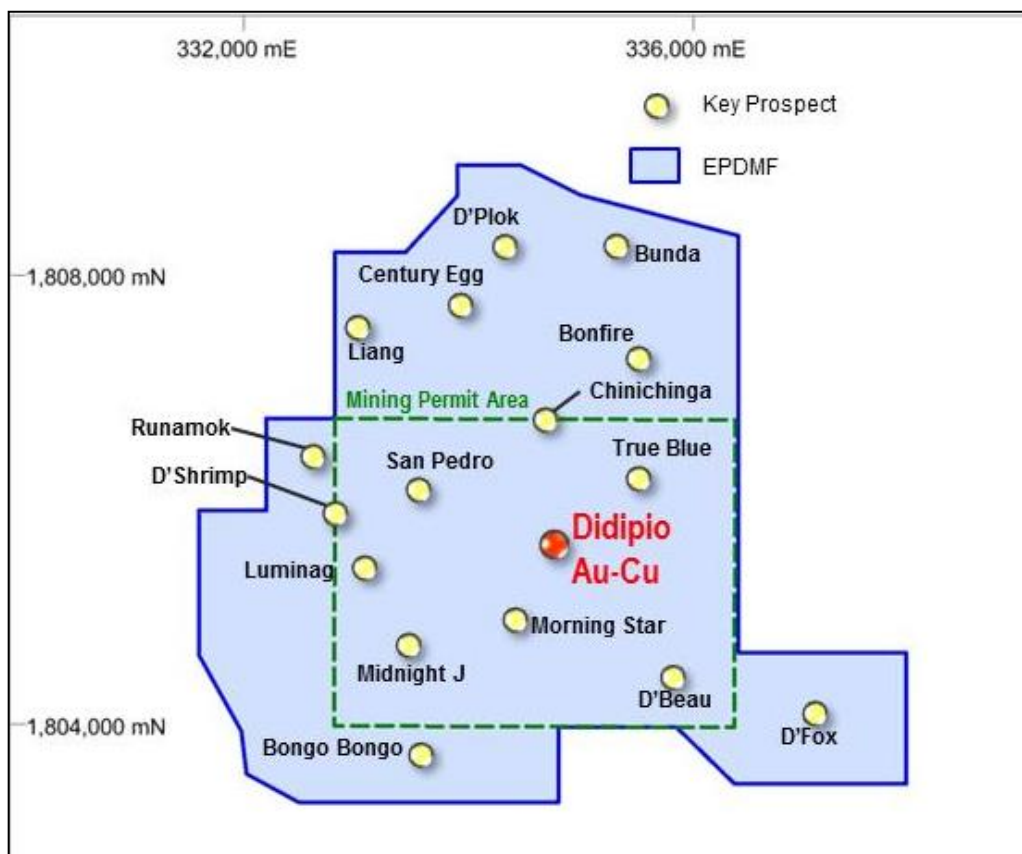 332,000 mE
336,000 mE
Key Prospect
EPDMF
D'Plok
Bunda
1,808,000 mN
Century Egg
Liang
Bonfire
Chinichinga
Mining Permit Area
Runamok
San Pedro
True Blue
D'Shrimp
Didipio
Au-Cu
Luminag
Morning Star
Midnight J
D'Beau
1,804,000 mN
D'Fox
Bongo Bongo